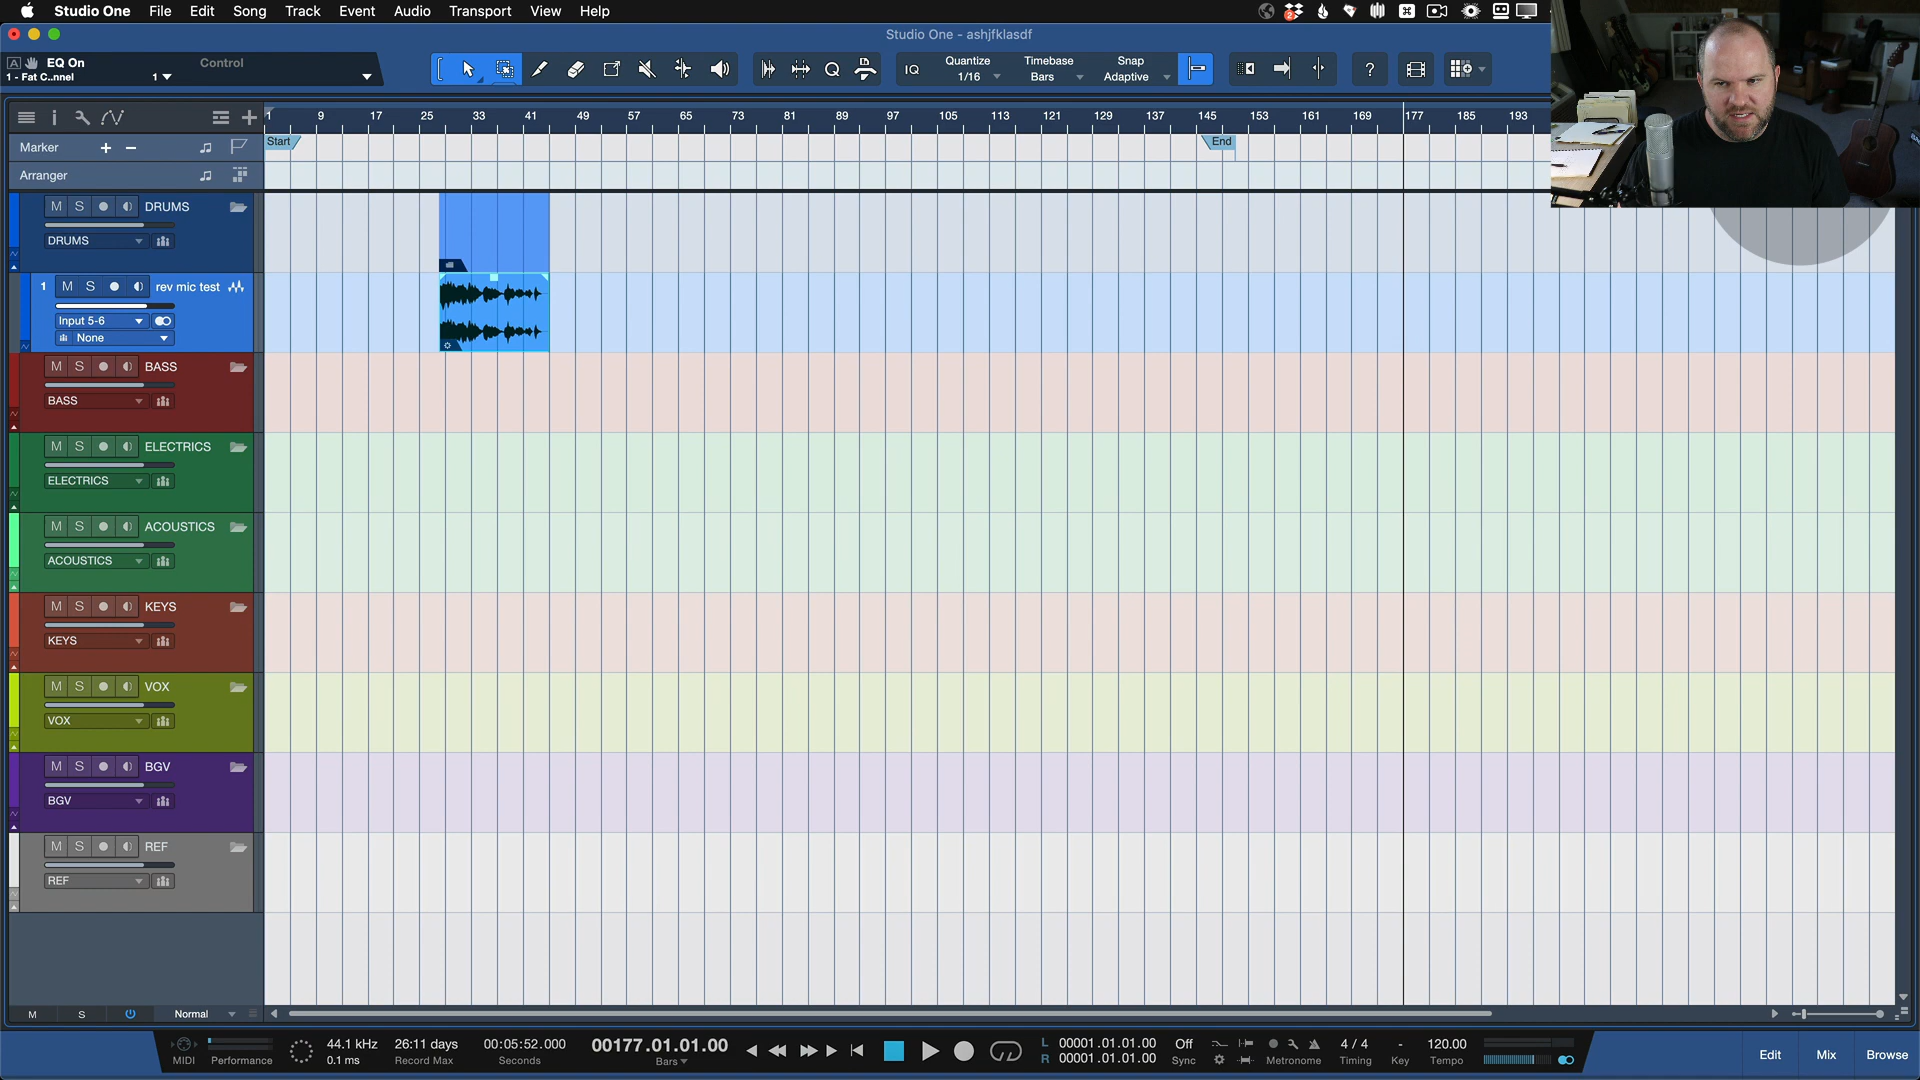 Studio One File Edit Song Track Event Audio Transport View Help
Studio One - ashjfklasdf
EQ On
1 - Fat C..nnel 1
Control
IQ
Quantize
1/16
Timebase
Bars
Snap
Adaptive
?
1 9 17 25 33 41 49 57 65 73 81 89 97 105 113 121 129 137 145 153 161 169 177 185 193
Marker + -
Start
End
Arranger
M S DRUMS
DRUMS
1 M S rev mic test
Input 5-6
None
M S BASS
BASS
M S ELECTRICS
ELECTRICS
M S ACOUSTICS
ACOUSTICS
M S KEYS
KEYS
M S VOX
VOX
M S BGV
BGV
M S REF
REF
M S Normal
MIDI
Performance
44.1 kHz
0.1 ms
26:11 days
Record Max
00:05:52.000
Seconds
00177.01.01.00
Bars
L 00001.01.01.00
R 00001.01.01.00
Off
Sync
Metronome
4 / 4
Timing
-
Key
120.00
Tempo
Edit Mix Browse